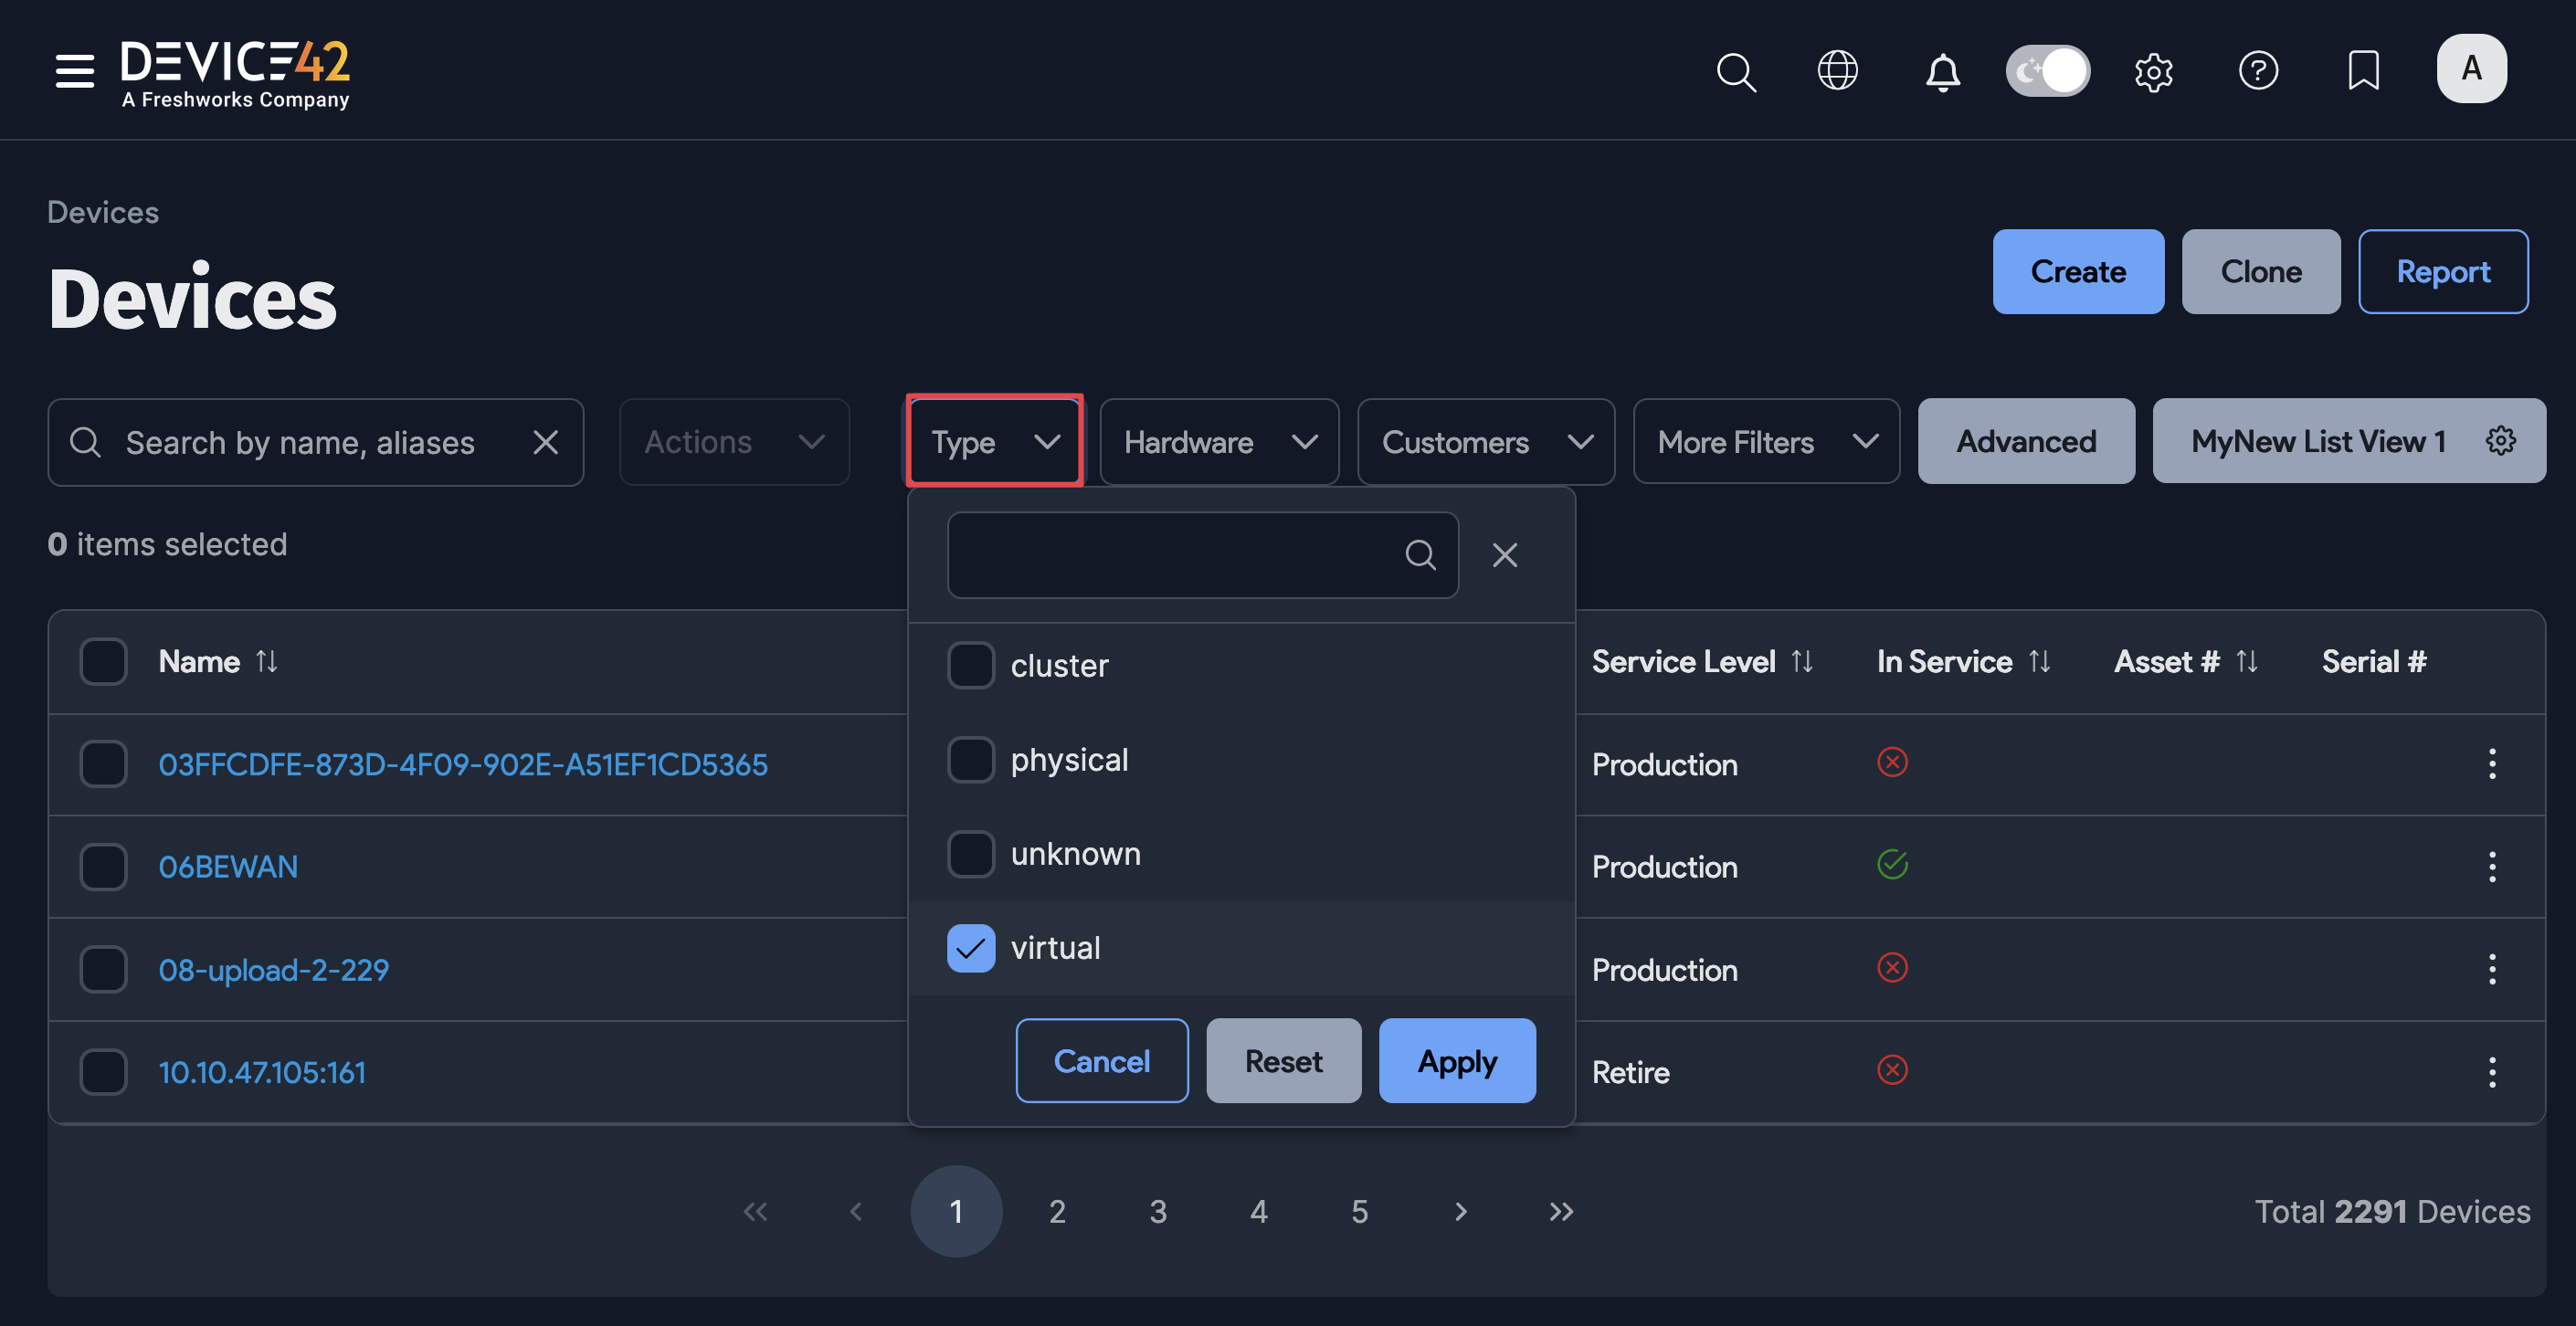 DEVICE42
A Freshworks Company
A
Devices
Devices
Create
Clone
Report
Search by name, aliases
Actions
Type
Hardware
Customers
More Filters
Advanced
MyNew List View 1
0 items selected
Name
Service Level
In Service
Asset #
Serial #
cluster
physical
unknown
virtual
Cancel
Reset
Apply
03FFCDFE-873D-4F09-902E-A51EF1CD5365
Production
06BEWAN
Production
08-upload-2-229
Production
10.10.47.105:161
Retire
1 2 3 4 5
Total 2291 Devices